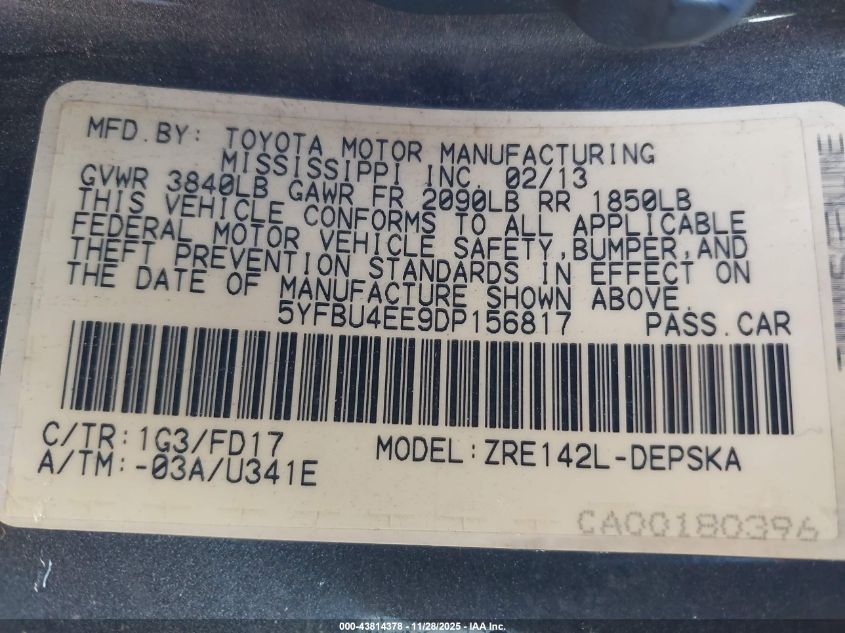 MFD.BY: TOYOTA MOTOR MANUFACTURING
MISSISSIPPI INC. 02/13
GVWR 3840LB GAWR FR 2090LB RR 1850LB
THIS VEHICLE CONFORMS TO ALL APPLICABLE
FEDERAL MOTOR VEHICLE SAFETY,BUMPER,AND
THEFT PREVENTION STANDARDS IN EFFECT ON
THE DATE OF MANUFACTURE SHOWN ABOVE.
5YFBU4EE9DP156817 PASS.CAR
C/TR:1G3/FD17
A/TM:-03A/U341E
MODEL:ZRE142L-DEPSKA
CA00180396
000-43814378 - 11/28/2025 - IAA Inc.